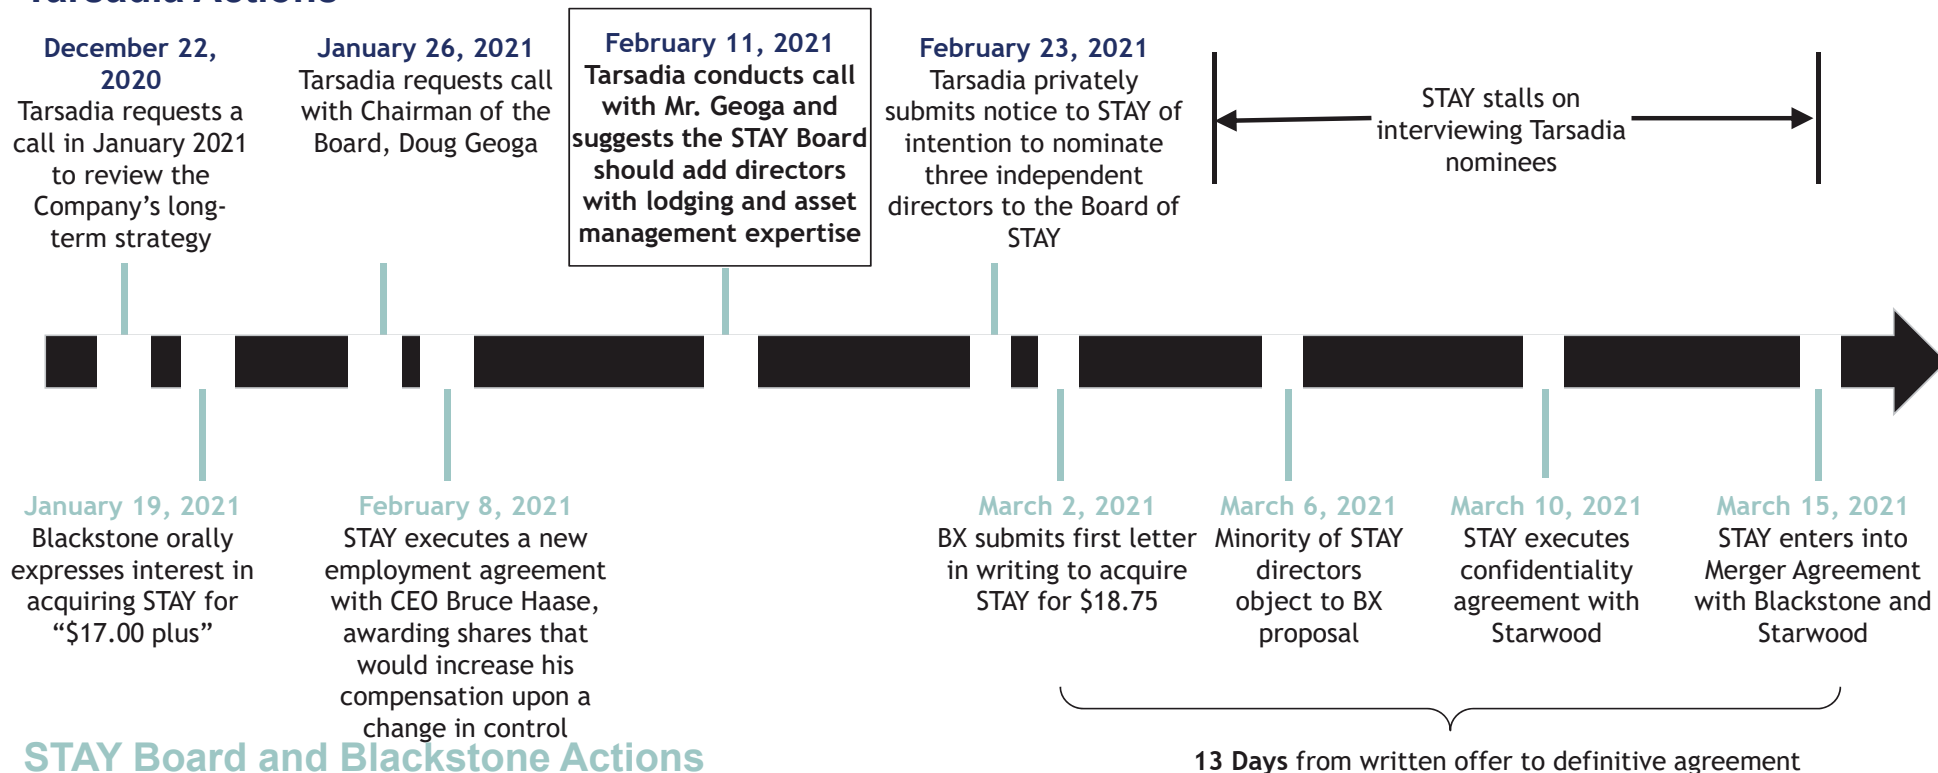 Tarsadia Actions
December 22,
2020
Tarsadia requests a
call in January 2021
to review the
Company’s long-
term strategy
January 26, 2021
Tarsadia requests call
with Chairman of the
Board, Doug Geoga
February 11, 2021
Tarsadia conducts call
with Mr. Geoga and
suggests the STAY Board
should add directors
with lodging and asset
management expertise
February 23, 2021
Tarsadia privately
submits notice to STAY of
intention to nominate
three independent
directors to the Board of
STAY
STAY stalls on
interviewing Tarsadia
nominees
January 19, 2021
Blackstone orally
expresses interest in
acquiring STAY for
“$17.00 plus”
February 8, 2021
STAY executes a new
employment agreement
with CEO Bruce Haase,
awarding shares that
would increase his
compensation upon a
change in control
March 2, 2021
BX submits first letter
in writing to acquire
STAY for $18.75
March 6, 2021
Minority of STAY
directors
object to BX
proposal
March 10, 2021
STAY executes
confidentiality
agreement with
Starwood
March 15, 2021
STAY enters into
Merger Agreement
with Blackstone and
Starwood
STAY Board and Blackstone Actions
13 Days from written offer to definitive agreement